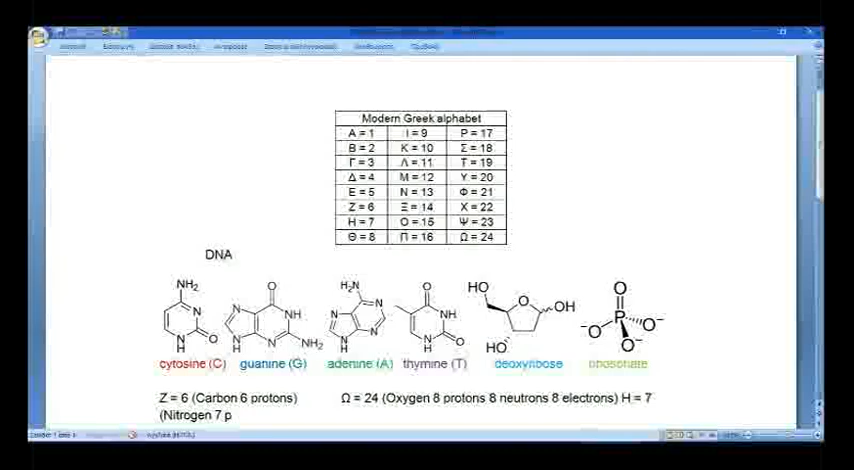 Modern Greek alphabet
Α = 1 Ι = 9 Ρ = 17
Β = 2 Κ = 10 Σ = 18
Γ = 3 Λ = 11 Τ = 19
Δ = 4 Μ = 12 Υ = 20
Ε = 5 Ν = 13 Φ = 21
Ζ = 6 Ξ = 14 Χ = 22
Η = 7 Ο = 15 Ψ = 23
Θ = 8 Π = 16 Ω = 24
DNA
NH₂ N N H O
O N NH N H N NH₂
H₂N N N N H N
O NH N H O
HO O OH HO
O P ⁻O O⁻ O⁻
cytosine (C) guanine (G) adenine (A) thymine (T) deoxyribose phosphate
Z = 6 (Carbon 6 protons) Ω = 24 (Oxygen 8 protons 8 neutrons 8 electrons) H = 7
(Nitrogen 7 p